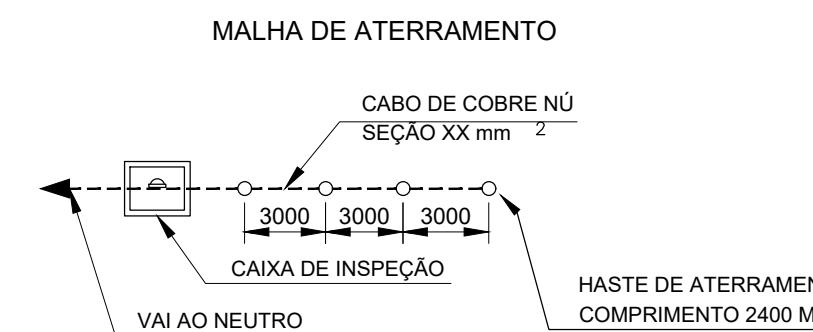 MALHA DE ATERRAMENTO
CABO DE COBRE NÚ
SEÇÃO XX mm 2
3000 3000 3000
CAIXA DE INSPEÇÃO
HASTE DE ATERRAMEN
COMPRIMENTO 2400 M
VAI AO NEUTRO